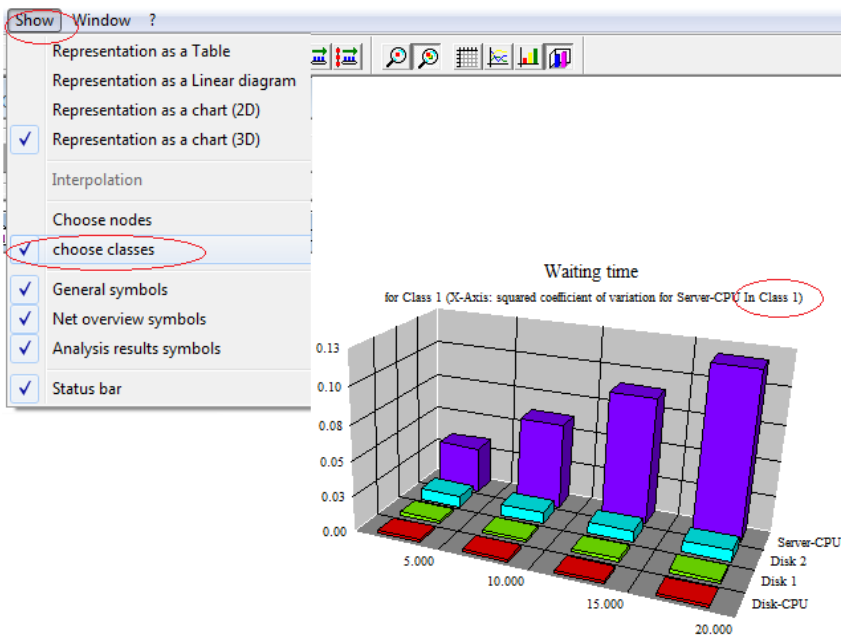 Show Window ?
Representation as a Table
Representation as a Linear diagram
Representation as a chart (2D)
Representation as a chart (3D)
Interpolation
Choose nodes
choose classes
General symbols
Net overview symbols
Analysis results symbols
Status bar
Waiting time
for Class 1 (X-Axis: squared coefficient of variation for Server-CPU In Class 1)
0.13
0.10
0.08
0.05
0.03
0.00
5.000
10.000
15.000
20.000
Server-CPU
Disk 2
Disk 1
Disk-CPU